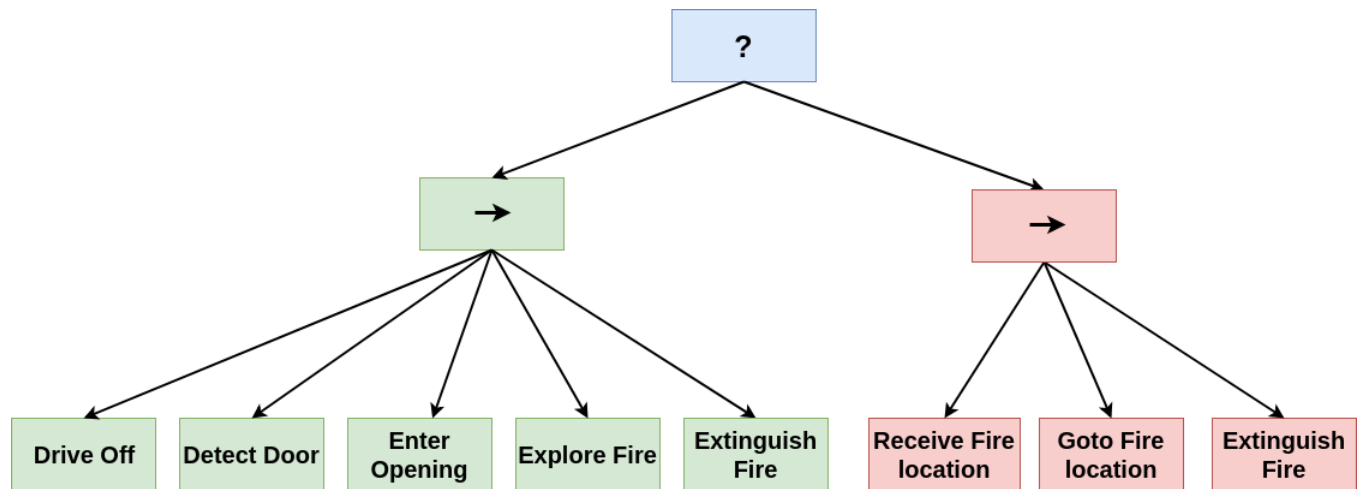 ?
→
→
Drive Off
Detect Door
Enter
Opening
Explore Fire
Extinguish
Fire
Receive Fire
location
Goto Fire
location
Extinguish
Fire